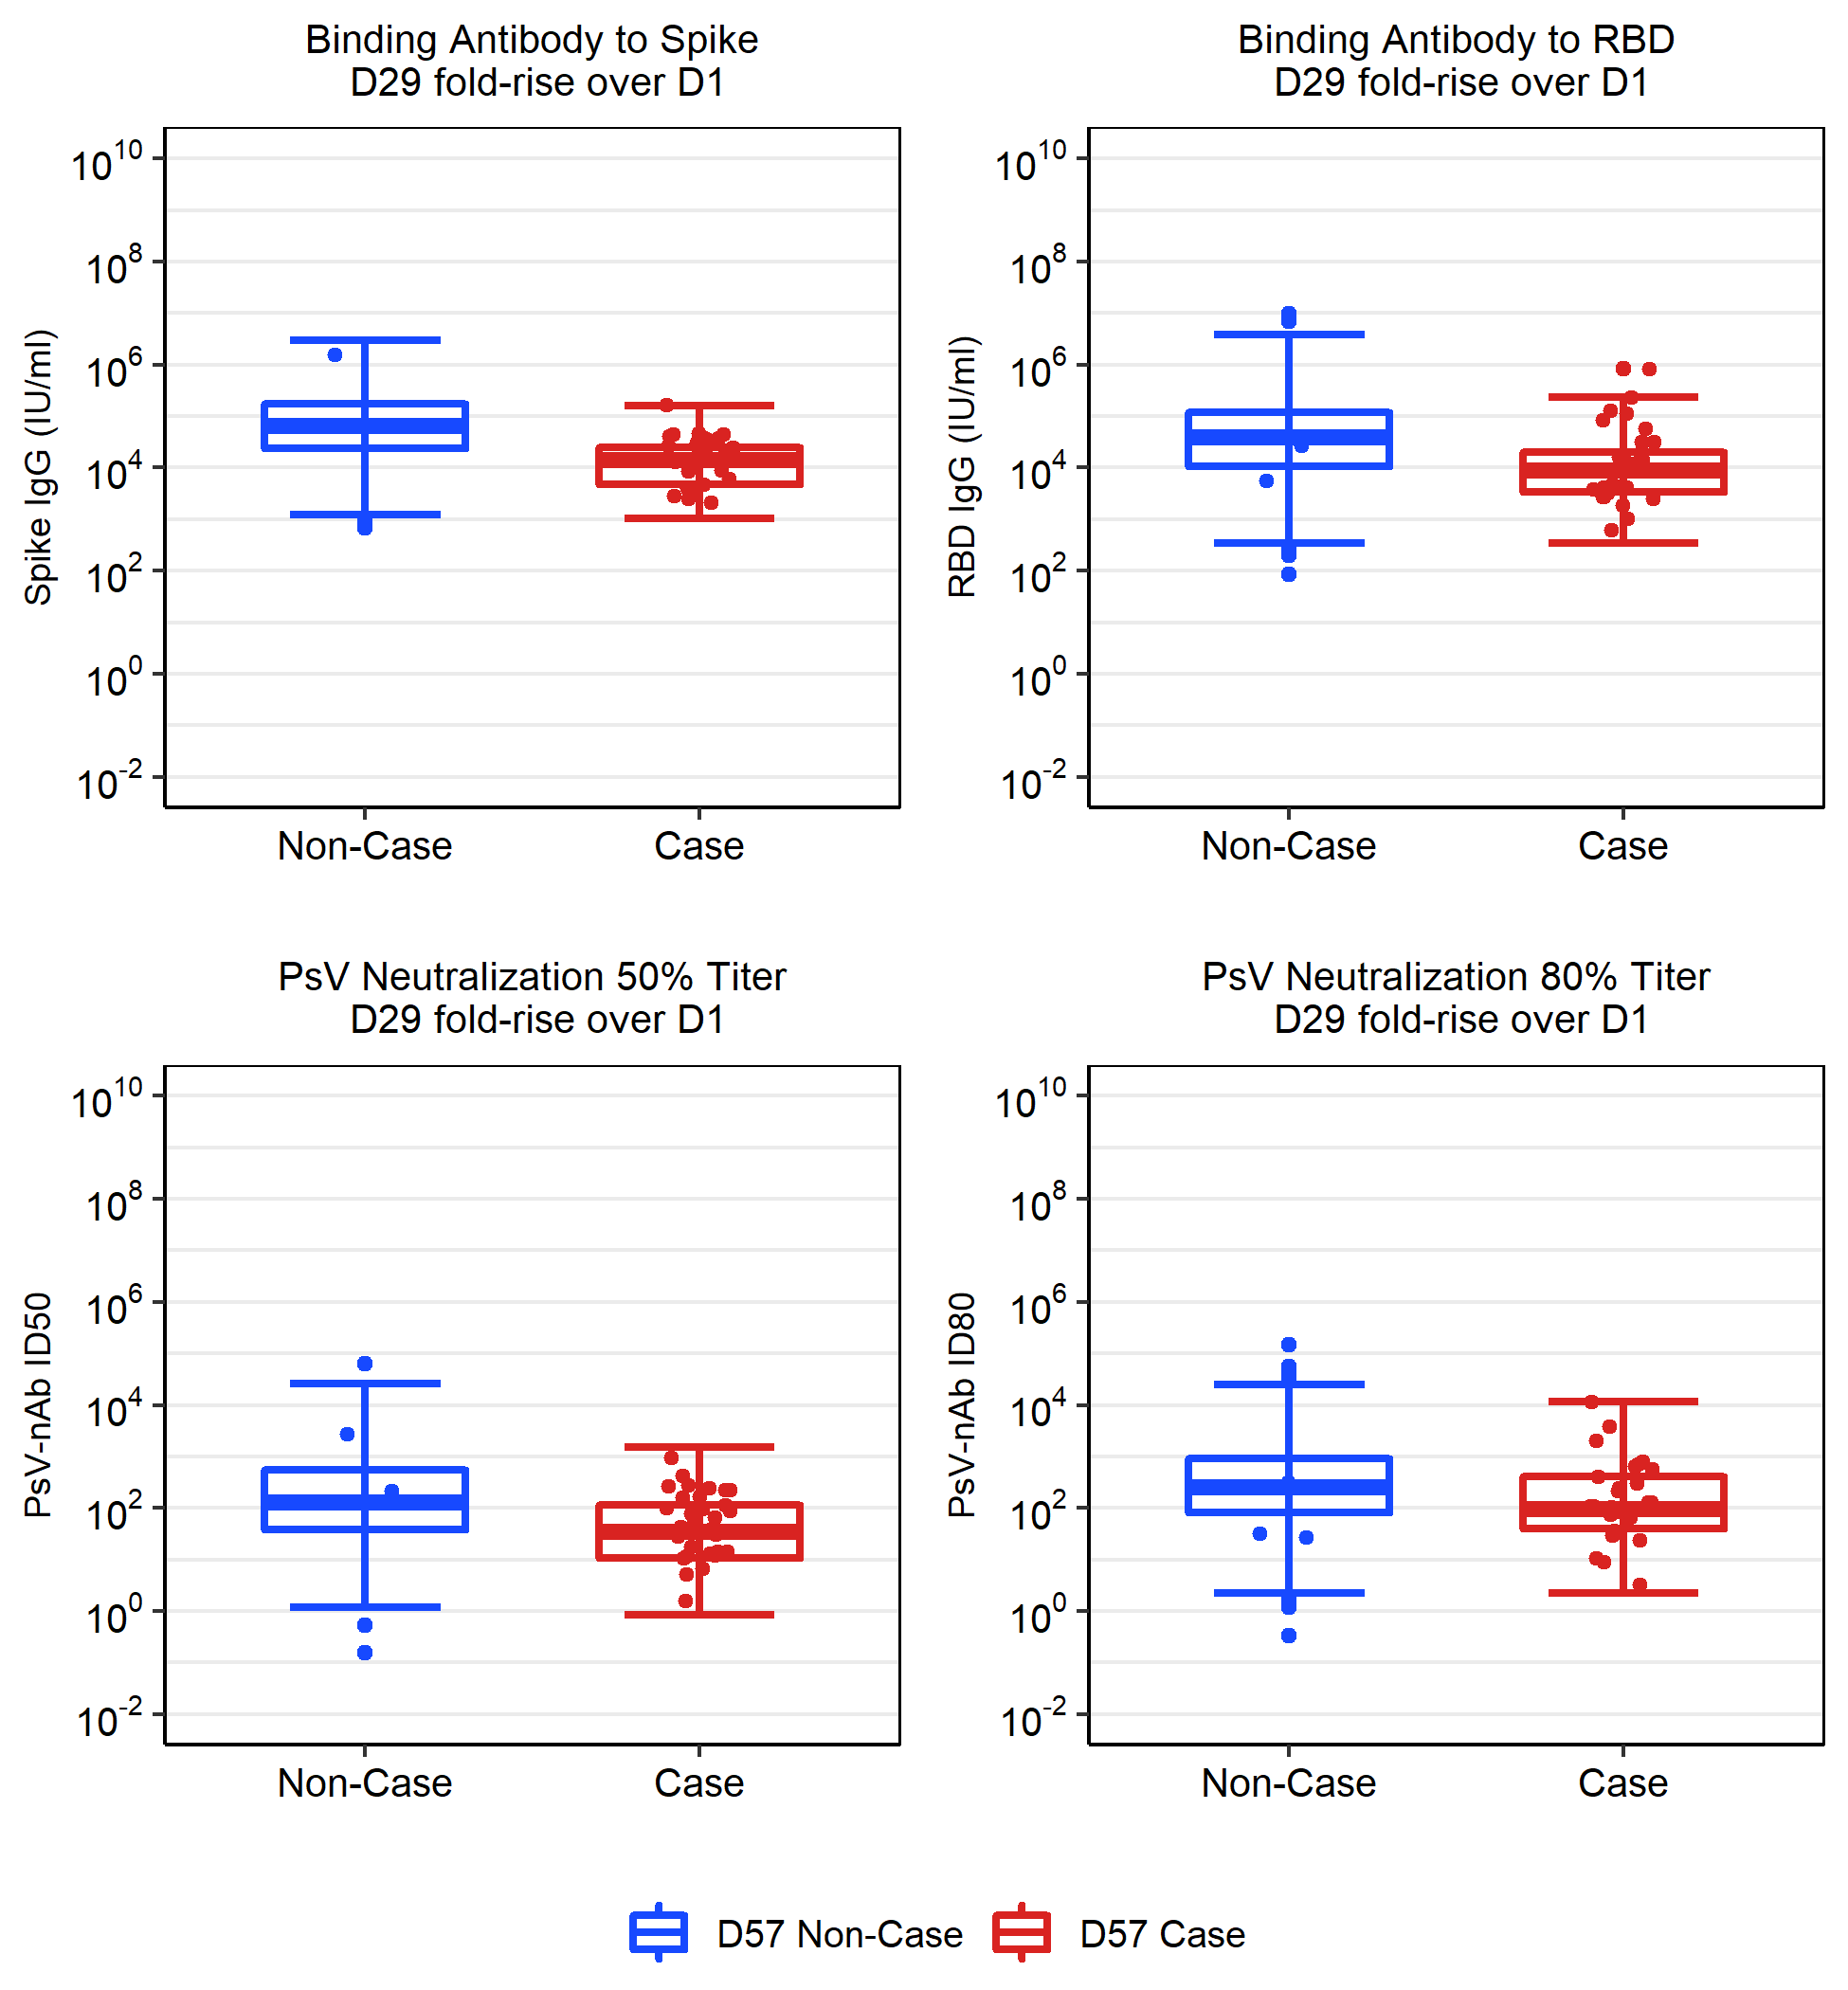 Binding Antibody to Spike
D29 fold-rise over D1
Spike IgG (IU/ml)
10^10
10^8
10^6
10^4
10^2
10^0
10^-2
Non-Case Case
Binding Antibody to RBD
D29 fold-rise over D1
RBD IgG (IU/ml)
10^10
10^8
10^6
10^4
10^2
10^0
10^-2
Non-Case Case
PsV Neutralization 50% Titer
D29 fold-rise over D1
PsV-nAb ID50
10^10
10^8
10^6
10^4
10^2
10^0
10^-2
Non-Case Case
PsV Neutralization 80% Titer
D29 fold-rise over D1
PsV-nAb ID80
10^10
10^8
10^6
10^4
10^2
10^0
10^-2
Non-Case Case
D57 Non-Case D57 Case